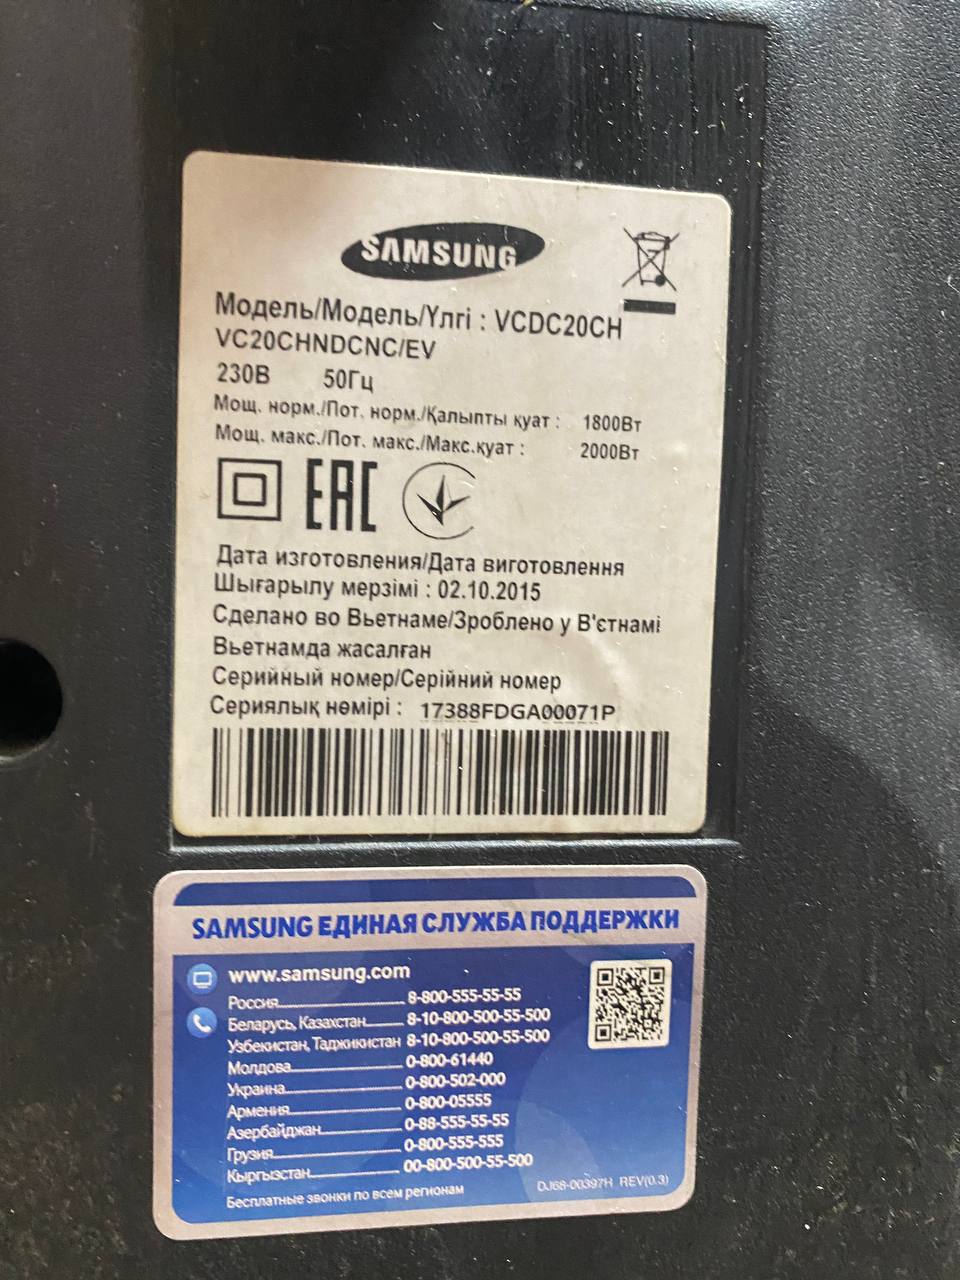 SAMSUNG
Модель/Модель/Үлгі : VCDC20CH
VC20CHNDCNC/EV
230В 50Гц
Мощ. норм./Пот. норм./Қалыпты қуат : 1800Вт
Мощ. макс./Пот. макс./Макс.қуат : 2000Вт
EAC
Дата изготовления/Дата виготовлення
Шығарылу мерзімі : 02.10.2015
Сделано во Вьетнаме/Зроблено у В'єтнамі
Вьетнамда жасалған
Серийный номер/Серійний номер
Сериялық нөмірі : 17388FDGA00071P
SAMSUNG ЕДИНАЯ СЛУЖБА ПОДДЕРЖКИ
www.samsung.com
Россия 8-800-555-55-55
Беларусь, Казахстан 8-10-800-500-55-500
Узбекистан, Таджикистан 8-10-800-500-55-500
Молдова 0-800-61440
Украина 0-800-502-000
Армения 0-800-05555
Азербайджан 0-88-555-55-55
Грузия 0-800-555-555
Кыргызстан 00-800-500-55-500
Бесплатные звонки по всем регионам
DJ68-00397H REV(0.3)